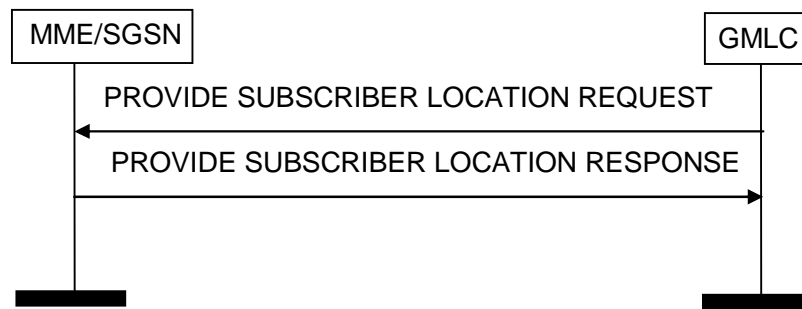 MME/SGSN
GMLC
PROVIDE SUBSCRIBER LOCATION REQUEST
PROVIDE SUBSCRIBER LOCATION RESPONSE